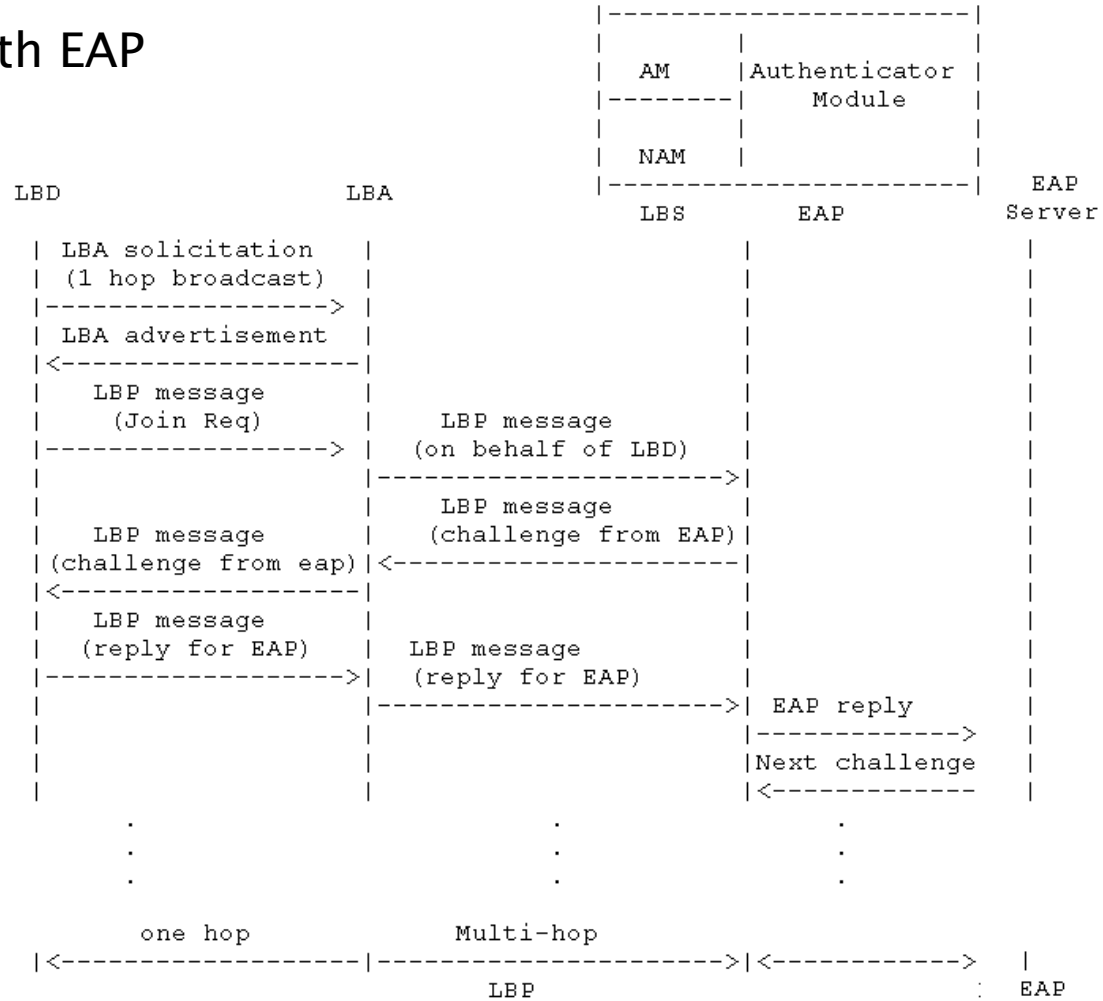 th EAP
|-----------------------|
|        |              |
|  AM    |Authenticator |
|--------|    Module    |
|        |              |
|  NAM   |              |
|-----------------------|
LBD LBA LBS EAP EAP Server
| LBA solicitation |
| (1 hop broadcast) |
|------------------> |
| LBA advertisement |
|<-------------------|
| LBP message |
| (Join Req) | LBP message |
|------------------> | (on behalf of LBD) |
|---------------------->|
| LBP message |
| LBP message | (challenge from EAP)|
|(challenge from eap)|<----------------------|
|<-------------------|
| LBP message |
| (reply for EAP) | LBP message |
|------------------->| (reply for EAP) |
|---------------------->| EAP reply |
|------------->
|Next challenge |
|<------------- |
. . .
. . .
. . .
one hop Multi-hop
|<-------------------|---------------------->|<------------> |
LBP : EAP